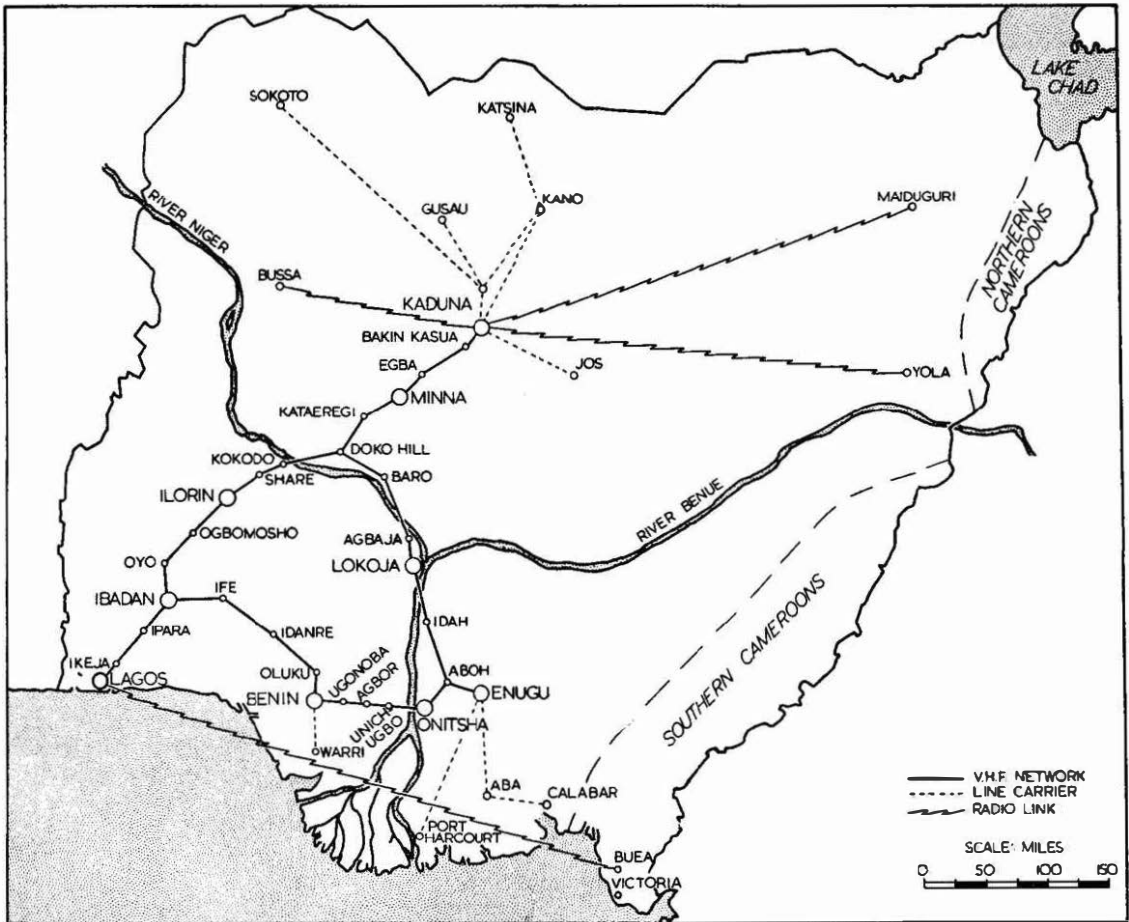 LAKE
CHAD
SOKOTO
KATSINA
RIVER NIGER
GUSAU
KANO
MAIDUGURI
NORTHERN
CAMEROONS
BUSSA
KADUNA
BAKIN KASUA
EGBA
JOS
YOLA
MINNA
KATAEREGI
DOKO HILL
KOKODO
SHARE
BARO
ILORIN
RIVER BENUE
OGBOMOSHO
AGBAJA
OYO
LOKOJA
IBADAN
IFE
SOUTHERN CAMEROONS
IPARA
IDANRE
IDAH
IKEJA
LAGOS
OLUKU
UGONOBA
AGBOR
ABOH
BENIN
ENUGU
UNICHI
UGBO
ONITSHA
WARRI
ABA
CALABAR
PORT
HARCOURT
BUEA
VICTORIA
V.H.F. NETWORK
LINE CARRIER
RADIO LINK
SCALE: MILES
0 50 100 150